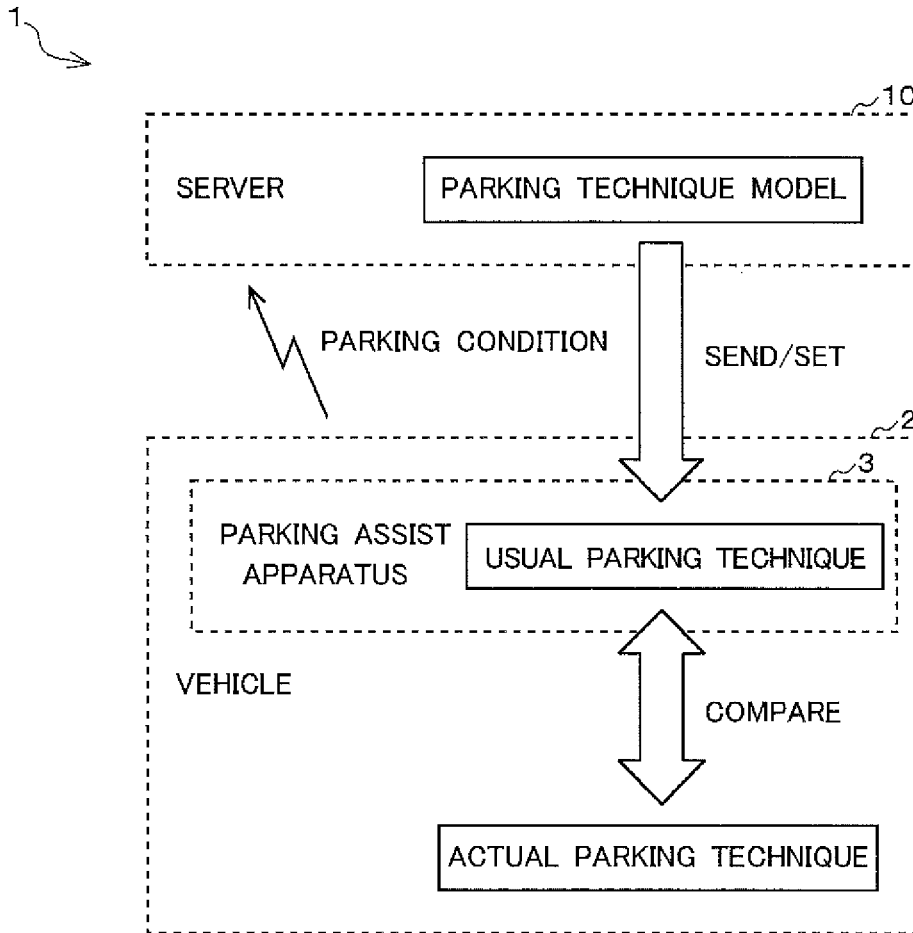 1
10
SERVER
PARKING TECHNIQUE MODEL
PARKING CONDITION
SEND/SET
2
3
PARKING ASSIST
APPARATUS
USUAL PARKING TECHNIQUE
VEHICLE
COMPARE
ACTUAL PARKING TECHNIQUE